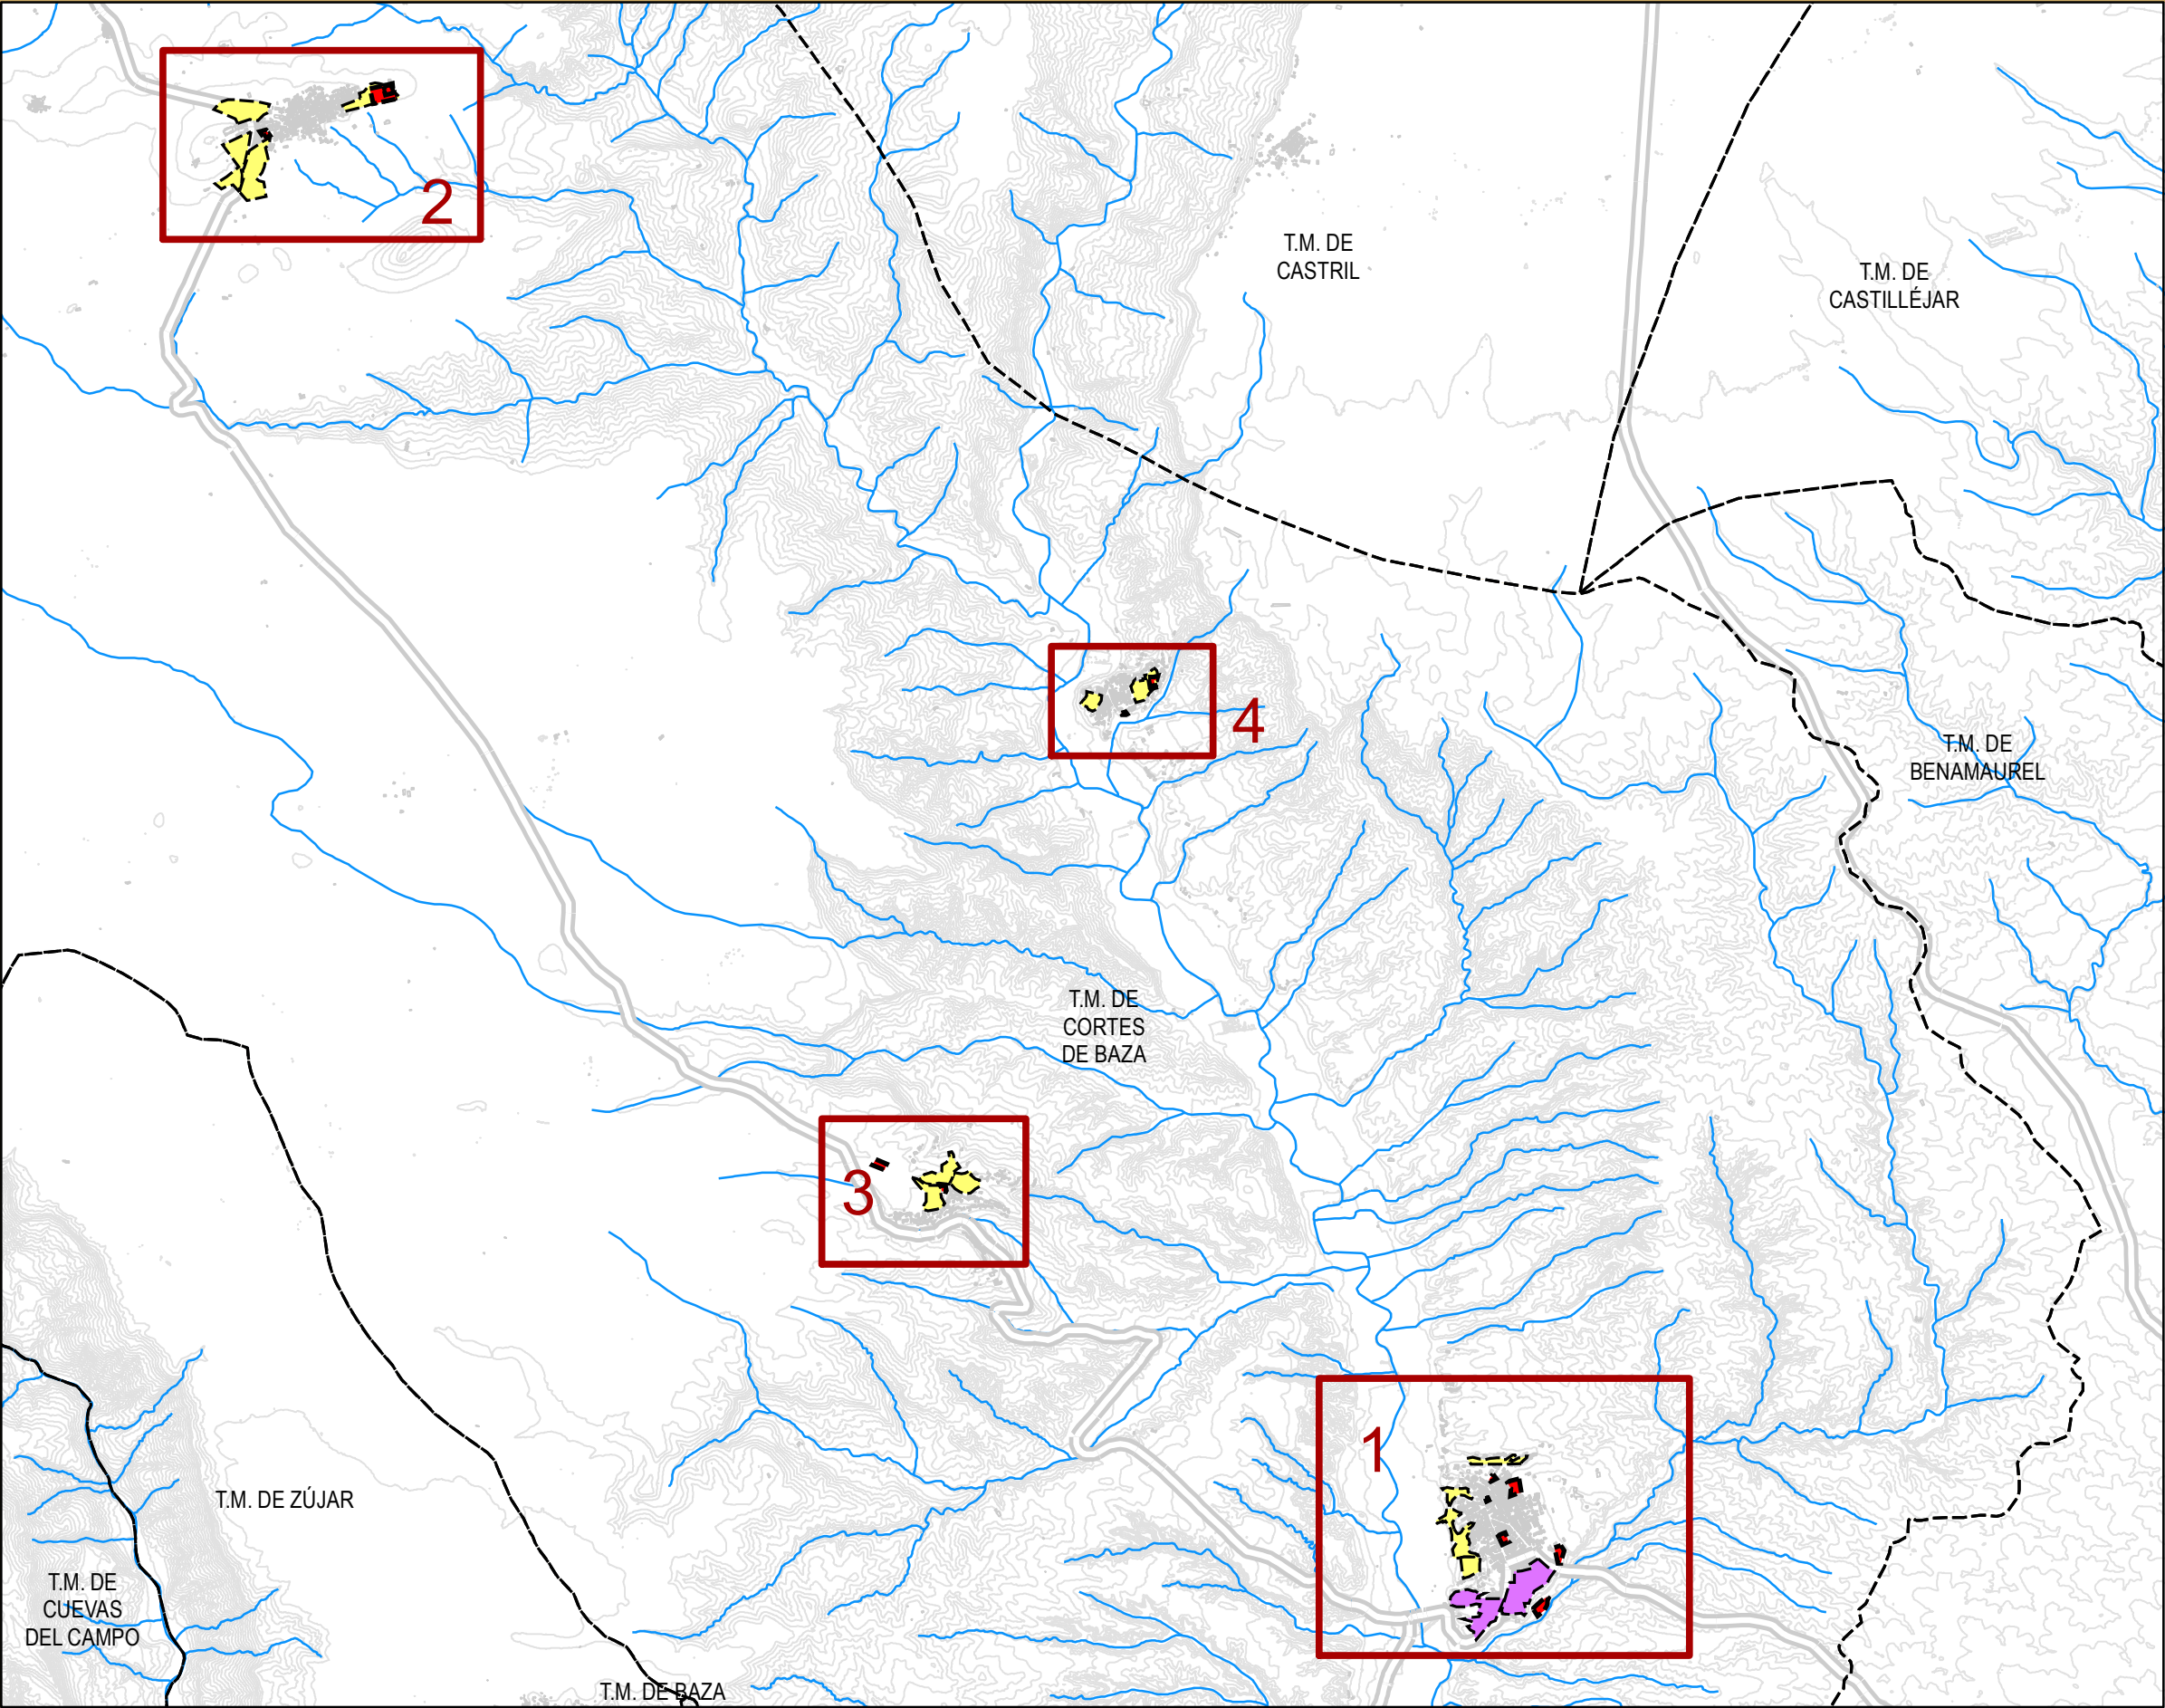 2
T.M. DE
CASTRIL
T.M. DE
CASTILLÉJAR
4
T.M. DE
BENAMAUREL
T.M. DE
CORTES
DE BAZA
3
1
T.M. DE ZÚJAR
T.M. DE
CUEVAS
DEL CAMPO
T.M. DE BAZA